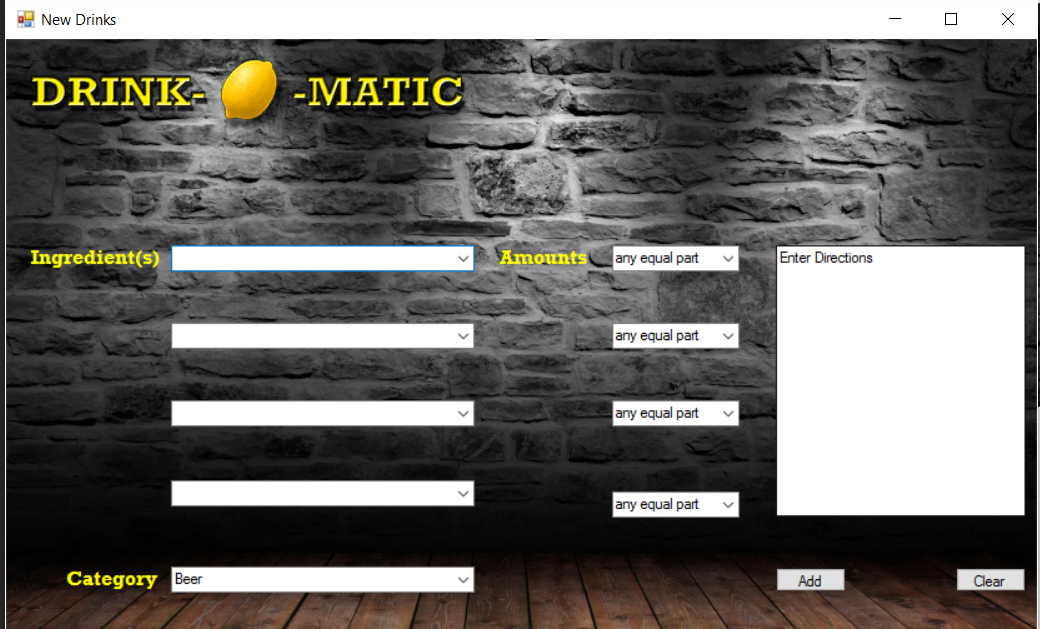 New Drinks
DRINK- -MATIC
Ingredient(s) Amounts any equal part Enter Directions
any equal part
any equal part
any equal part
Category Beer Add Clear